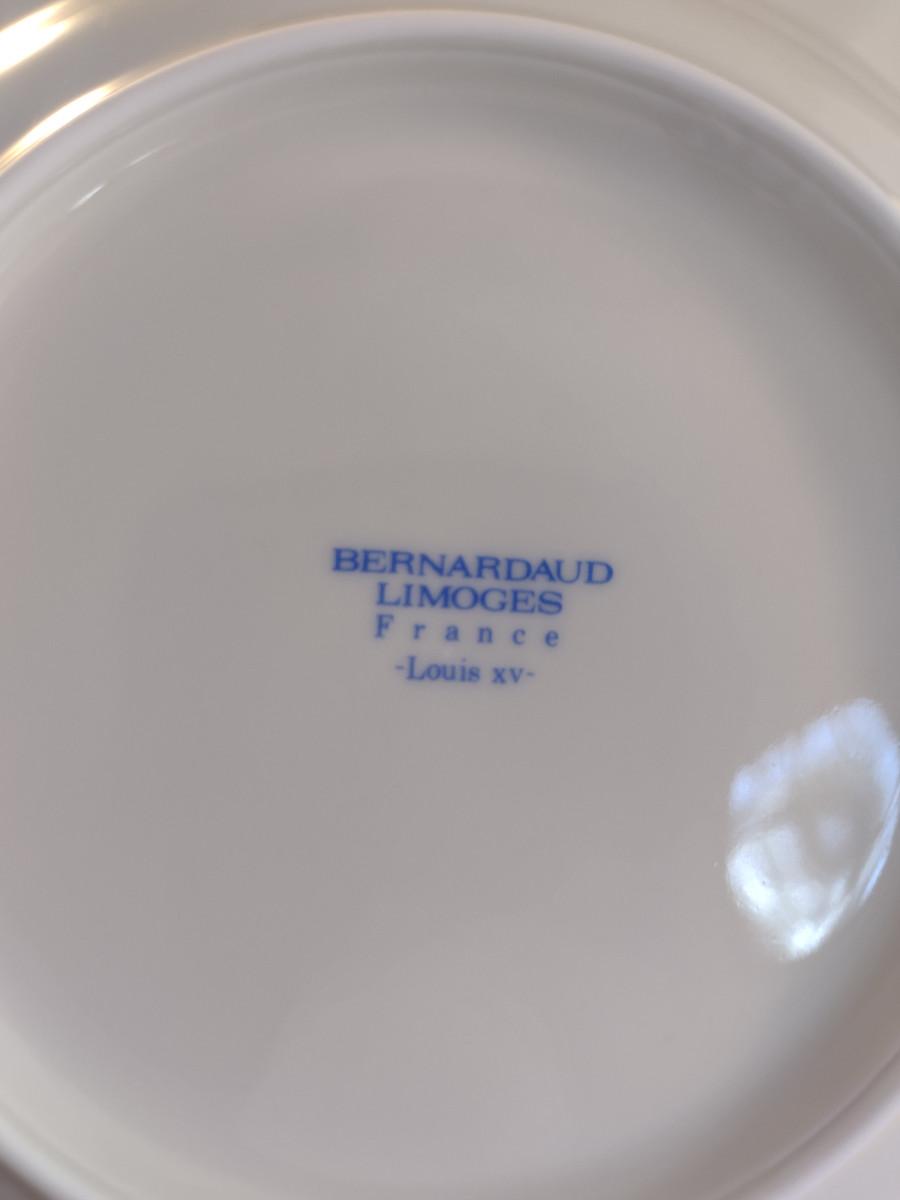 BERNARDAUD
LIMOGES
France
-Louis xv-